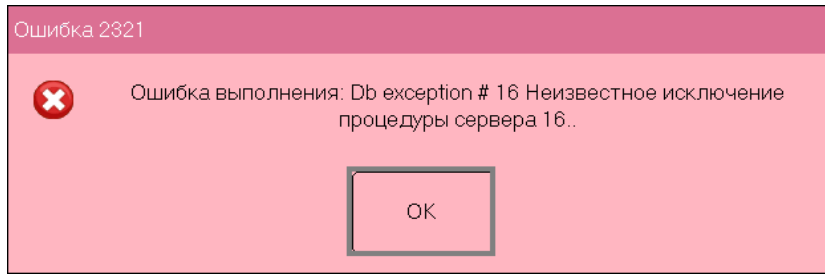 Ошибка 2321
Ошибка выполнения: Db exception # 16 Неизвестное исключение
процедуры сервера 16..
OK